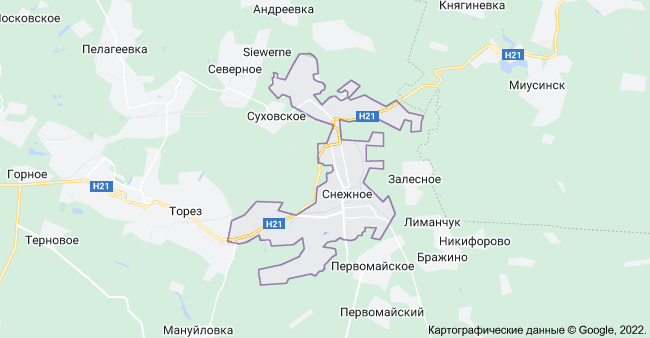 Андреевка
Княгиневка
Московское
Пелагеевка
Siewerne
Северное
H21
Миусинск
Суховское
H21
Горное
H21
Залесное
Снежное
Торез
H21
Лиманчук
Терновое
Никифорово
Бражино
Первомайское
Первомайский
Мануйловка
Картографические данные © Google, 2022.